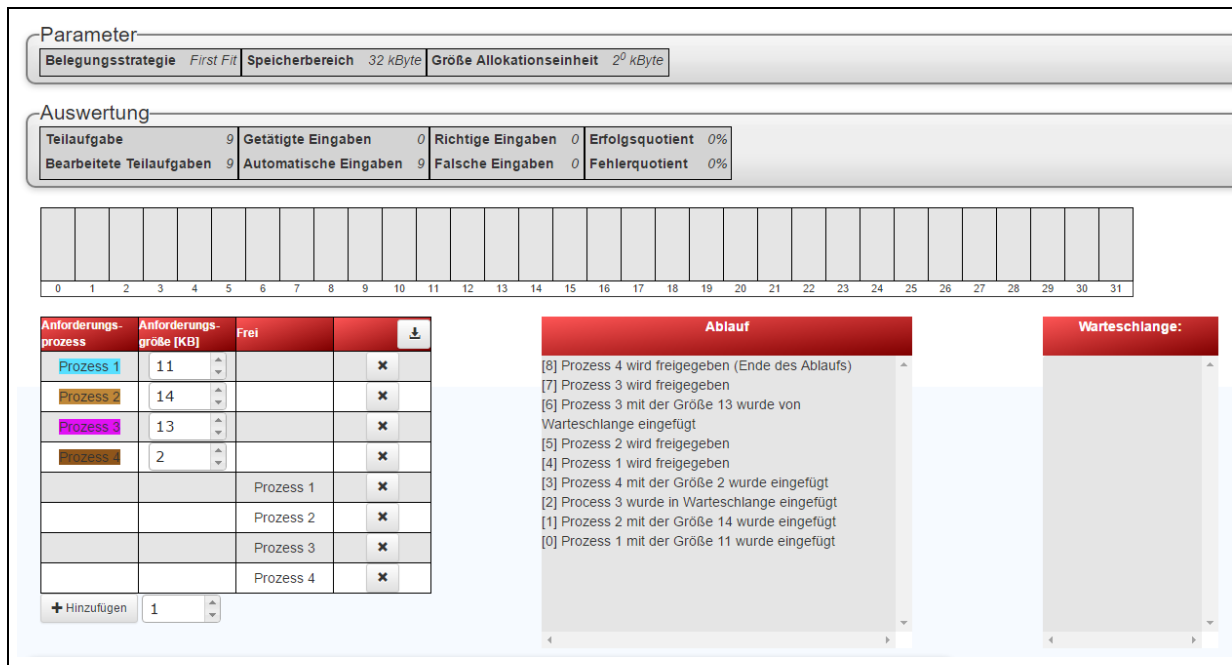 Parameter
Belegungsstrategie First Fit Speicherbereich 32 kByte Größe Allokationseinheit 2⁰ kByte
Auswertung
Teilaufgabe 9 Getätigte Eingaben 0 Richtige Eingaben 0 Erfolgsquotient 0%
Bearbeitete Teilaufgaben 9 Automatische Eingaben 9 Falsche Eingaben 0 Fehlerquotient 0%
0 1 2 3 4 5 6 7 8 9 10 11 12 13 14 15 16 17 18 19 20 21 22 23 24 25 26 27 28 29 30 31
Anforderungs-
prozess
Anforderungs-
größe [KB]
Frei
Prozess 1 11
Prozess 2 14
Prozess 3 13
Prozess 4 2
Prozess 1
Prozess 2
Prozess 3
Prozess 4
Hinzufügen 1
Ablauf
[8] Prozess 4 wird freigegeben (Ende des Ablaufs)
[7] Prozess 3 wird freigegeben
[6] Prozess 3 mit der Größe 13 wurde von
Warteschlange eingefügt
[5] Prozess 2 wird freigegeben
[4] Prozess 1 wird freigegeben
[3] Prozess 4 mit der Größe 2 wurde eingefügt
[2] Process 3 wurde in Warteschlange eingefügt
[1] Prozess 2 mit der Größe 14 wurde eingefügt
[0] Prozess 1 mit der Größe 11 wurde eingefügt
Warteschlange: